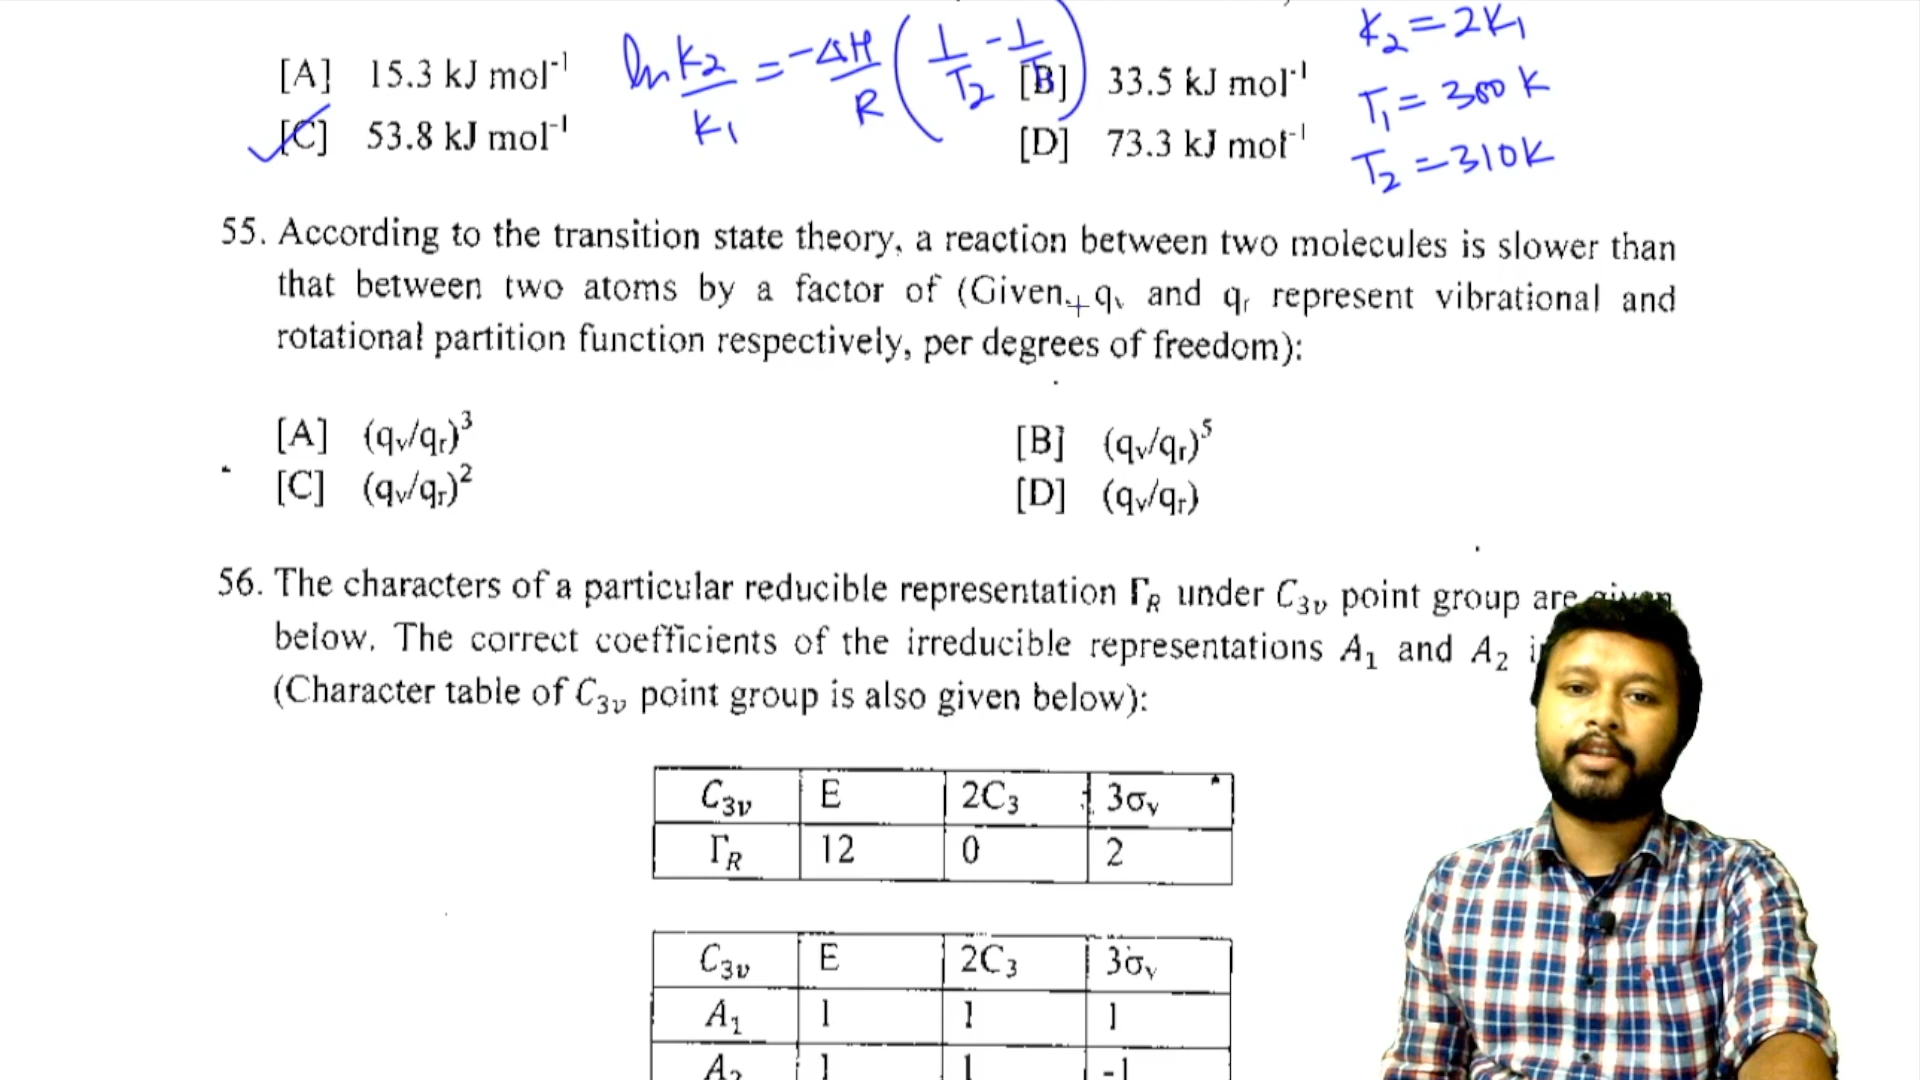 ln K₂/K₁ = -ΔH/R (1/T₂ - 1/T₁)
K₂ = 2K₁
[A] 15.3 kJ mol⁻¹ [B] 33.5 kJ mol⁻¹
T₁ = 300 K
[C] 53.8 kJ mol⁻¹ [D] 73.3 kJ mol⁻¹
T₂ = 310K
55. According to the transition state theory, a reaction between two molecules is slower than
that between two atoms by a factor of (Given, qᵥ and qᵣ represent vibrational and
rotational partition function respectively, per degrees of freedom):
[A] (qᵥ/qᵣ)³ [B] (qᵥ/qᵣ)⁵
[C] (qᵥ/qᵣ)² [D] (qᵥ/qᵣ)
56. The characters of a particular reducible representation Γ_R under C₃ᵥ point group are given
below. The correct coefficients of the irreducible representations A₁ and A₂
(Character table of C₃ᵥ point group is also given below):
C₃ᵥ E 2C₃ 3σᵥ
Γ_R 12 0 2
C₃ᵥ E 2C₃ 3σᵥ
A₁ 1 1 1
A₂ 1 1 -1